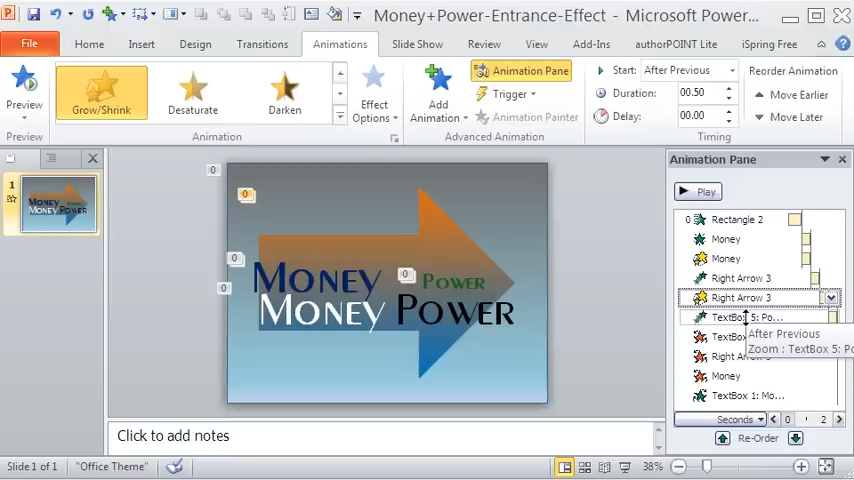 Money+Power-Entrance-Effect - Microsoft Power...
File Home Insert Design Transitions Animations Slide Show Review View Add-Ins authorPOINT Lite iSpring Free
Preview
Grow/Shrink
Desaturate
Darken
Effect Options
Add Animation
Animation Pane
Trigger
Animation Painter
Start: After Previous
Duration: 00.50
Delay: 00.00
Reorder Animation
Move Earlier
Move Later
Preview Animation Advanced Animation Timing
1
Money Power
Money Power
0
0
0
0
0
Money Power
Money Power
Click to add notes
Animation Pane
Play
0 Rectangle 2
Money
Money
Right Arrow 3
Right Arrow 3
TextBox 5: Po...
After Previous
Zoom : TextBox 5: Po
Money
TextBox 1: Mo...
Seconds 0 2
Re-Order
Slide 1 of 1 "Office Theme" 38%